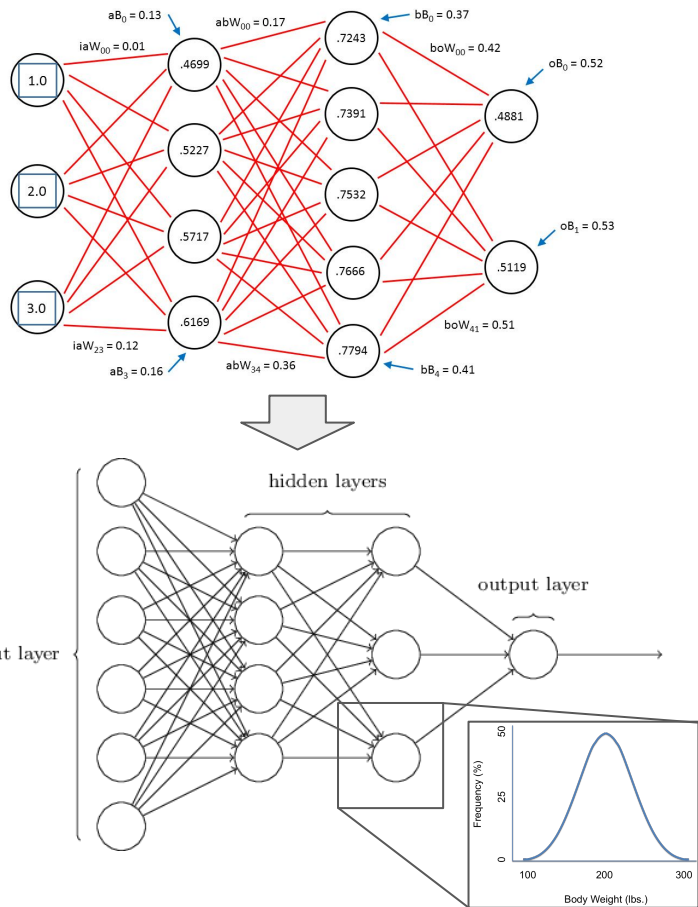 aB₀ = 0.13
abW₀₀ = 0.17
bB₀ = 0.37
iaW₀₀ = 0.01
boW₀₀ = 0.42
oB₀ = 0.52
1.0
.4699
.7243
.7391
.4881
.5227
2.0
.7532
.5717
oB₁ = 0.53
.5119
.7666
3.0
.6169
boW₄₁ = 0.51
iaW₂₃ = 0.12
.7794
aB₃ = 0.16
abW₃₄ = 0.36
bB₄ = 0.41
hidden layers
output layer
ut layer
50
25
0
Frequency (%)
100 200 300
Body Weight (lbs.)